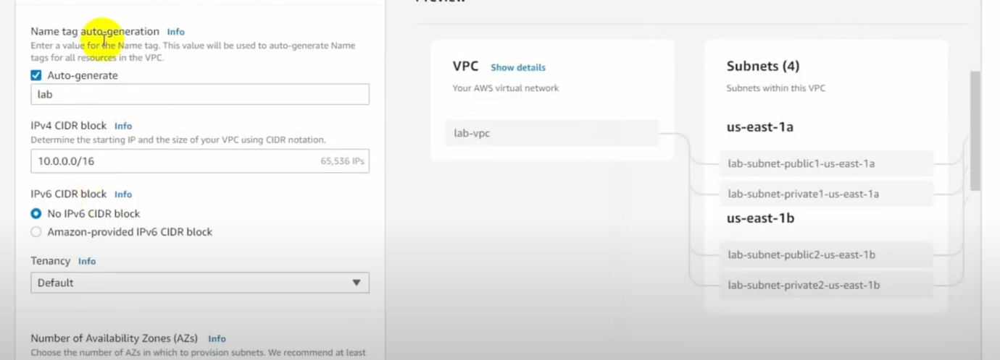 Preview
Name tag auto-generation Info
Enter a value for the Name tag. This value will be used to auto-generate Name
tags for all resources in the VPC.
Auto-generate
lab
IPv4 CIDR block Info
Determine the starting IP and the size of your VPC using CIDR notation.
10.0.0.0/16 65,536 IPs
IPv6 CIDR block Info
No IPv6 CIDR block
Amazon-provided IPv6 CIDR block
Tenancy Info
Default
Number of Availability Zones (AZs) Info
Choose the number of AZs in which to provision subnets. We recommend at least
VPC Show details
Your AWS virtual network
lab-vpc
Subnets (4)
Subnets within this VPC
us-east-1a
lab-subnet-public1-us-east-1a
lab-subnet-private1-us-east-1a
us-east-1b
lab-subnet-public2-us-east-1b
lab-subnet-private2-us-east-1b